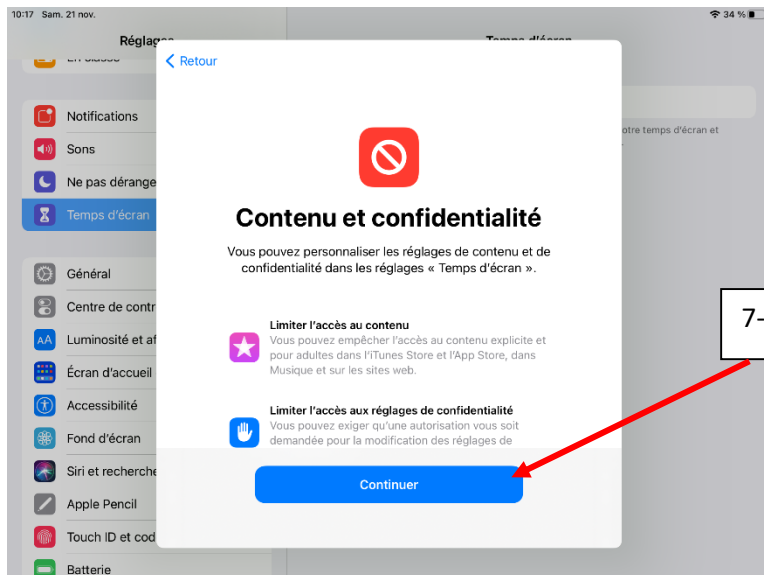 10:17 Sam. 21 nov.
34 %
Réglages
Temps d'écran
En classe
Notifications
Sons
Ne pas dérange
Temps d'écran
Général
Centre de contr
AA Luminosité et af
Écran d'accueil
Accessibilité
Fond d'écran
Siri et recherche
Apple Pencil
Touch ID et cod
Batterie
otre temps d'écran et
Retour
Contenu et confidentialité
Vous pouvez personnaliser les réglages de contenu et de
confidentialité dans les réglages « Temps d'écran ».
Limiter l'accès au contenu
Vous pouvez empêcher l'accès au contenu explicite et
pour adultes dans l'iTunes Store et l'App Store, dans
Musique et sur les sites web.
Limiter l'accès aux réglages de confidentialité
Vous pouvez exiger qu'une autorisation vous soit
demandée pour la modification des réglages de
Continuer
7-